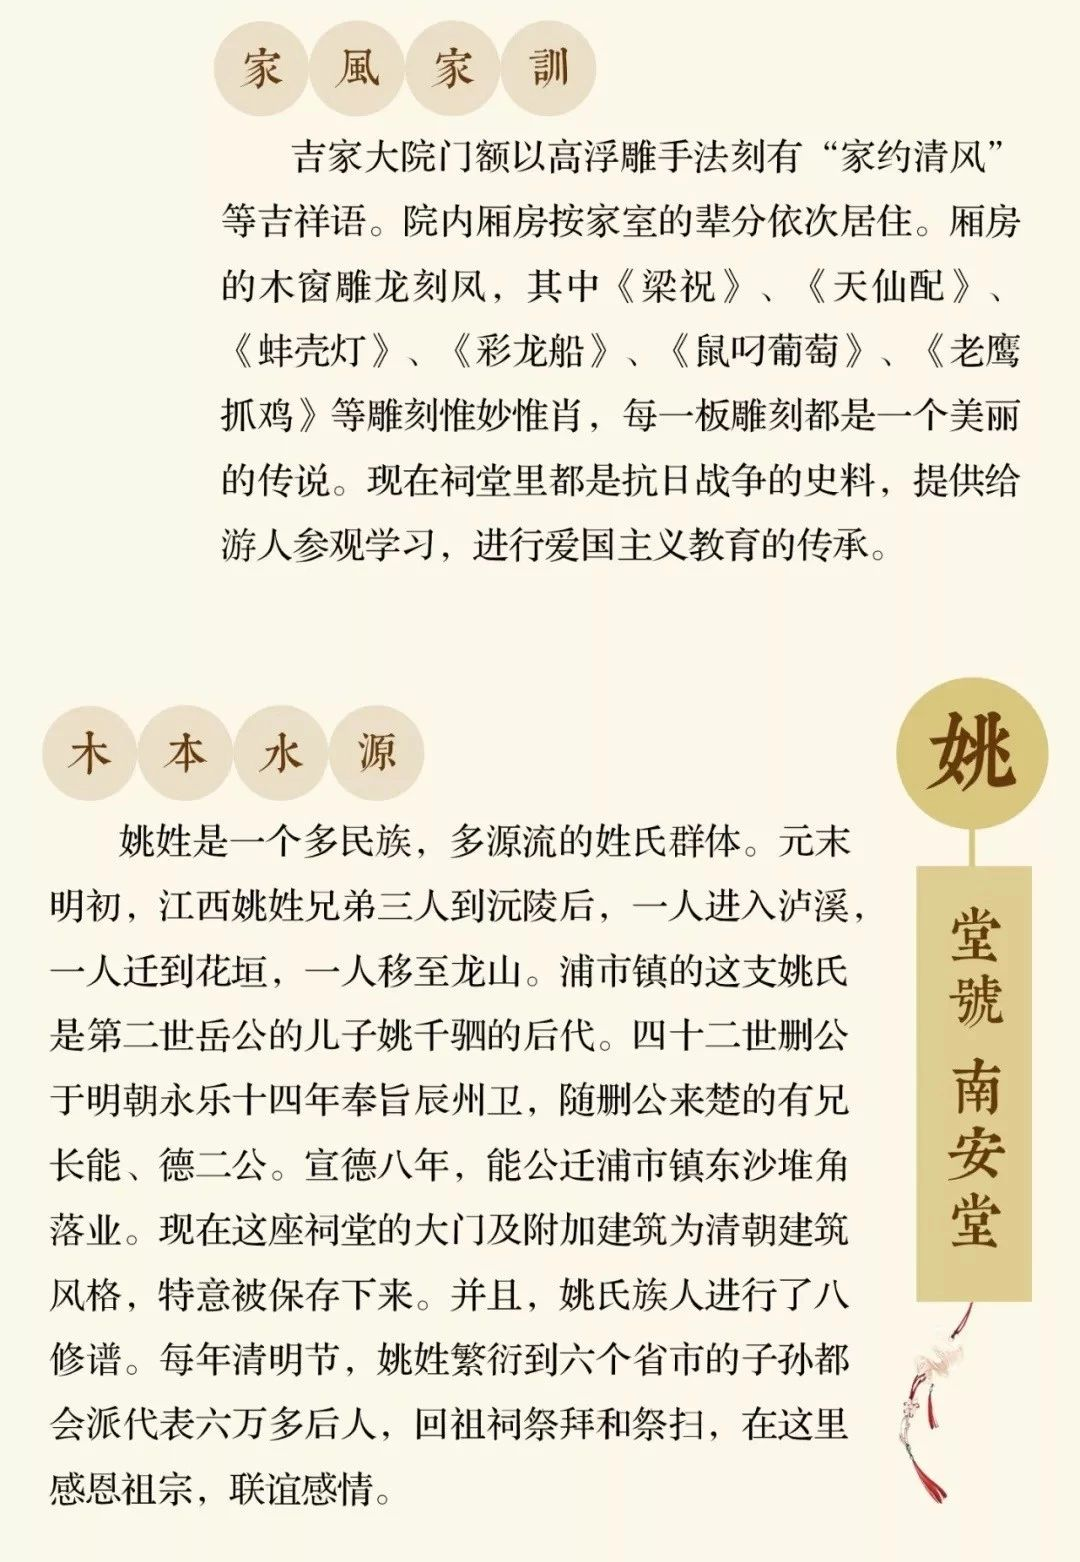 家風家訓
吉家大院门额以高浮雕手法刻有“家约清风”
等吉祥语。院内厢房按家室的辈分依次居住。厢房
的木窗雕龙刻凤，其中《梁祝》、《天仙配》、
《蚌壳灯》、《彩龙船》、《鼠叼葡萄》、《老鹰
抓鸡》等雕刻惟妙惟肖，每一板雕刻都是一个美丽
的传说。现在祠堂里都是抗日战争的史料，提供给
游人参观学习，进行爱国主义教育的传承。
姚
堂號 南安堂
木本水源
姚姓是一个多民族，多源流的姓氏群体。元末
明初，江西姚姓兄弟三人到沅陵后，一人进入泸溪，
一人迁到花垣，一人移至龙山。浦市镇的这支姚氏
是第二世岳公的儿子姚千驷的后代。四十二世删公
于明朝永乐十四年奉旨辰州卫，随删公来楚的有兄
长能、德二公。宣德八年，能公迁浦市镇东沙堆角
落业。现在这座祠堂的大门及附加建筑为清朝建筑
风格，特意被保存下来。并且，姚氏族人进行了八
修谱。每年清明节，姚姓繁衍到六个省市的子孙都
会派代表六万多后人，回祖祠祭拜和祭扫，在这里
感恩祖宗，联谊感情。